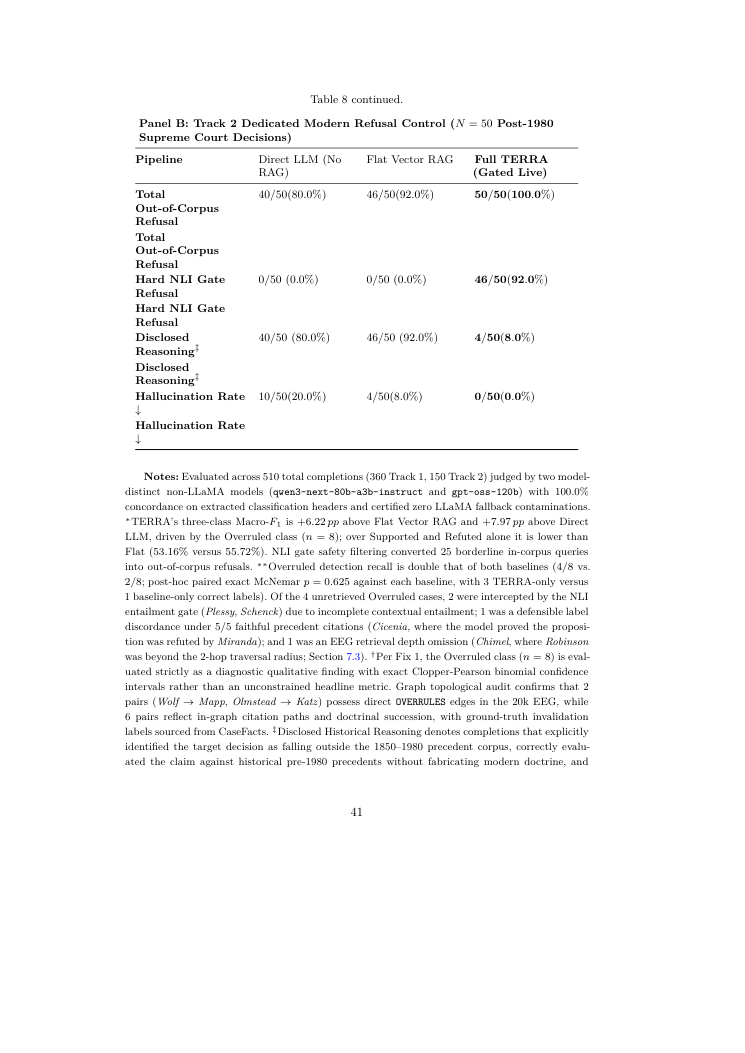 Table 8 continued.
Panel B: Track 2 Dedicated Modern Refusal Control (N = 50 Post-1980
Supreme Court Decisions)
Pipeline Direct LLM (No RAG) Flat Vector RAG Full TERRA (Gated Live)
Total Out-of-Corpus Refusal 40/50(80.0%) 46/50(92.0%) 50/50(100.0%)
Total
Out-of-Corpus
Refusal
Hard NLI Gate Refusal 0/50 (0.0%) 0/50 (0.0%) 46/50(92.0%)
Hard NLI Gate
Refusal
Disclosed Reasoning‡ 40/50 (80.0%) 46/50 (92.0%) 4/50(8.0%)
Disclosed
Reasoning‡
Hallucination Rate ↓ 10/50(20.0%) 4/50(8.0%) 0/50(0.0%)
Hallucination Rate
↓
Notes: Evaluated across 510 total completions (360 Track 1, 150 Track 2) judged by two model-
distinct non-LLaMA models (qwen3-next-80b-a3b-instruct and gpt-oss-120b) with 100.0%
concordance on extracted classification headers and certified zero LLaMA fallback contaminations.
*TERRA's three-class Macro-F1 is +6.22 pp above Flat Vector RAG and +7.97 pp above Direct
LLM, driven by the Overruled class (n = 8); over Supported and Refuted alone it is lower than
Flat (53.16% versus 55.72%). NLI gate safety filtering converted 25 borderline in-corpus queries
into out-of-corpus refusals. **Overruled detection recall is double that of both baselines (4/8 vs.
2/8; post-hoc paired exact McNemar p = 0.625 against each baseline, with 3 TERRA-only versus
1 baseline-only correct labels). Of the 4 unretrieved Overruled cases, 2 were intercepted by the NLI
entailment gate (Plessy, Schenck) due to incomplete contextual entailment; 1 was a defensible label
discordance under 5/5 faithful precedent citations (Cicenia, where the model proved the proposi-
tion was refuted by Miranda); and 1 was an EEG retrieval depth omission (Chimel, where Robinson
was beyond the 2-hop traversal radius; Section 7.3). †Per Fix 1, the Overruled class (n = 8) is eval-
uated strictly as a diagnostic qualitative finding with exact Clopper-Pearson binomial confidence
intervals rather than an unconstrained headline metric. Graph topological audit confirms that 2
pairs (Wolf → Mapp, Olmstead → Katz) possess direct OVERRULES edges in the 20k EEG, while
6 pairs reflect in-graph citation paths and doctrinal succession, with ground-truth invalidation
labels sourced from CaseFacts. ‡Disclosed Historical Reasoning denotes completions that explicitly
identified the target decision as falling outside the 1850–1980 precedent corpus, correctly evalu-
ated the claim against historical pre-1980 precedents without fabricating modern doctrine, and
41